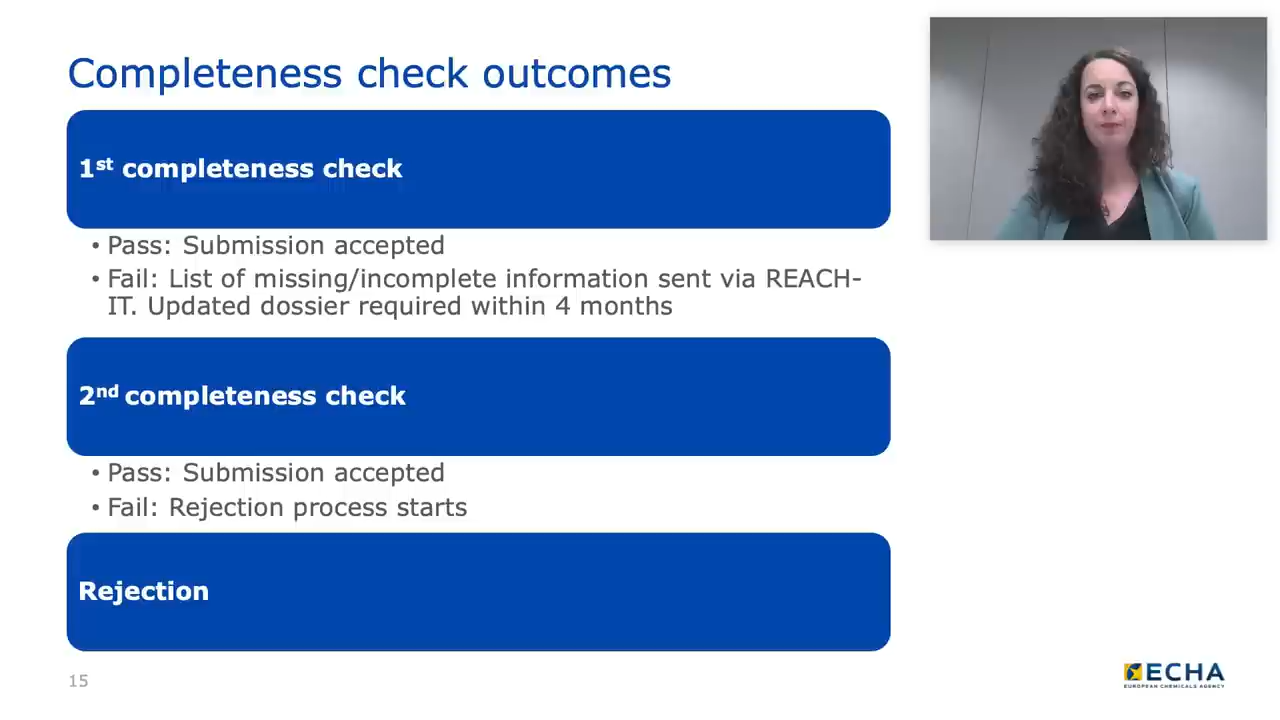 Completeness check outcomes
1st completeness check
• Pass: Submission accepted
• Fail: List of missing/incomplete information sent via REACH-
IT. Updated dossier required within 4 months
2nd completeness check
• Pass: Submission accepted
• Fail: Rejection process starts
Rejection
15
ECHA
EUROPEAN CHEMICALS AGENCY